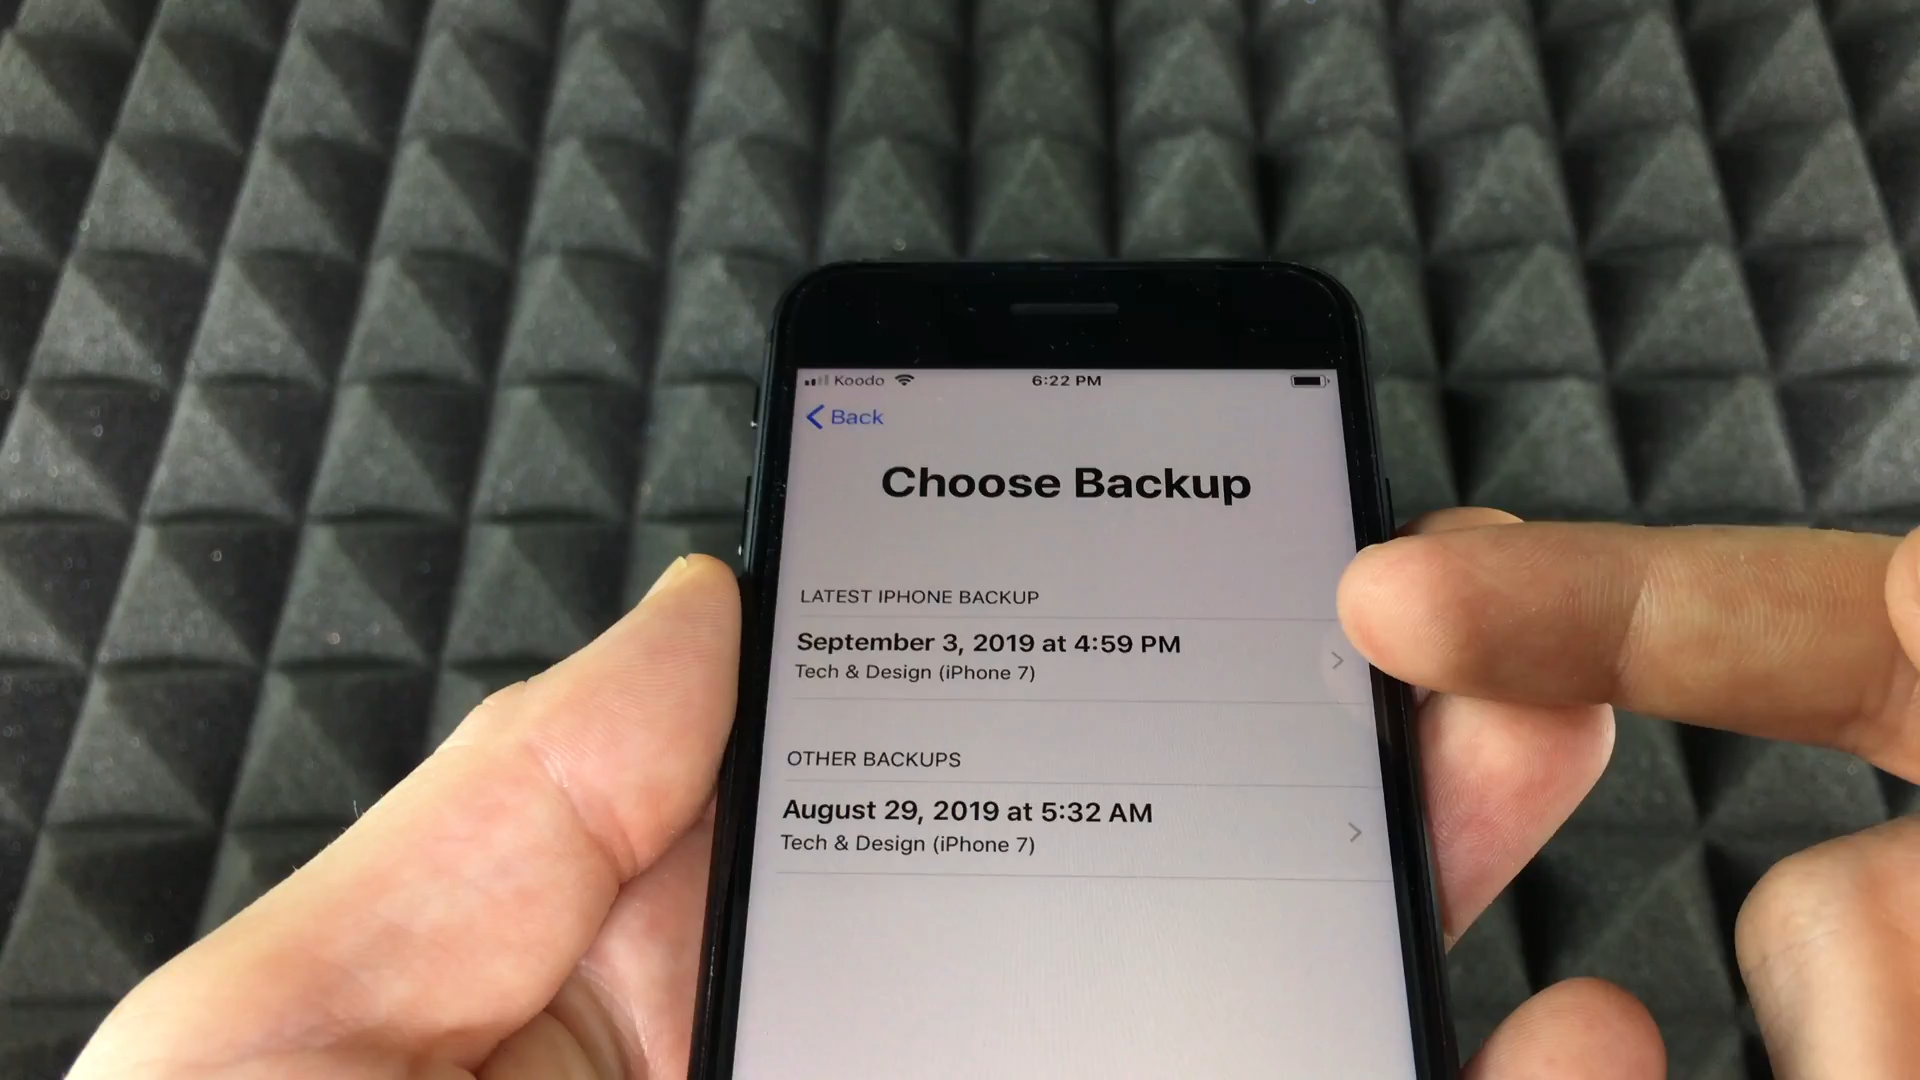 Koodo 6:22 PM
Back
Choose Backup
LATEST IPHONE BACKUP
September 3, 2019 at 4:59 PM
Tech & Design (iPhone 7)
OTHER BACKUPS
August 29, 2019 at 5:32 AM
Tech & Design (iPhone 7)